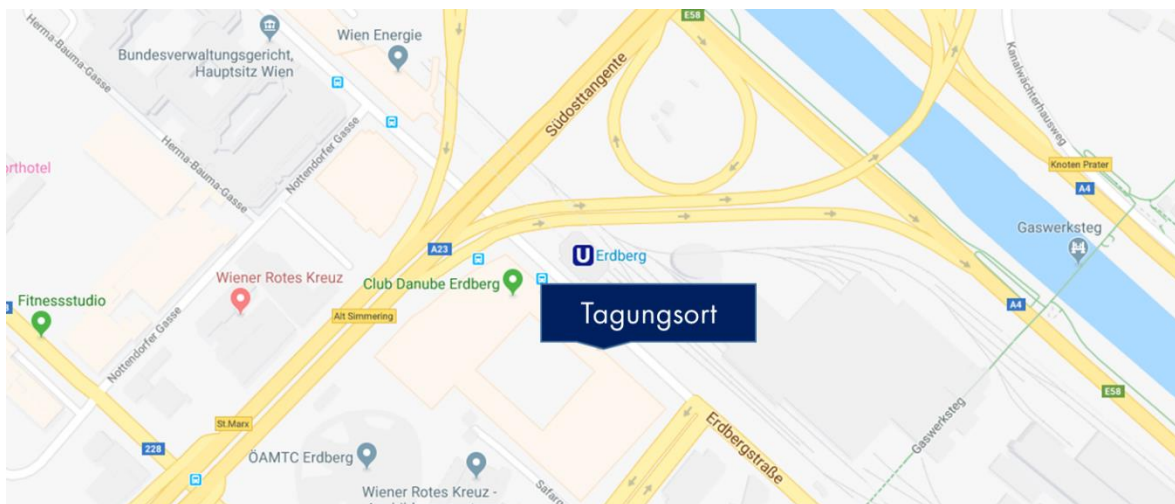 E58
Herma-Bauma-Gasse
Bundesverwaltungsgericht,
Hauptsitz Wien
Wien Energie
Südosttangente
Kanalwächterhausweg
Herma-Bauma-Gasse
Nottendorfer Gasse
Knoten Prater
A4
Gaswerksteg
A23
U Erdberg
Wiener Rotes Kreuz
Club Danube Erdberg
Fitnessstudio
Alt Simmering
Tagungsort
A4
Nottendorfer Gasse
E58
St.Marx
228
Erdbergstraße
Gaswerksteg
ÖAMTC Erdberg
Wiener Rotes Kreuz -